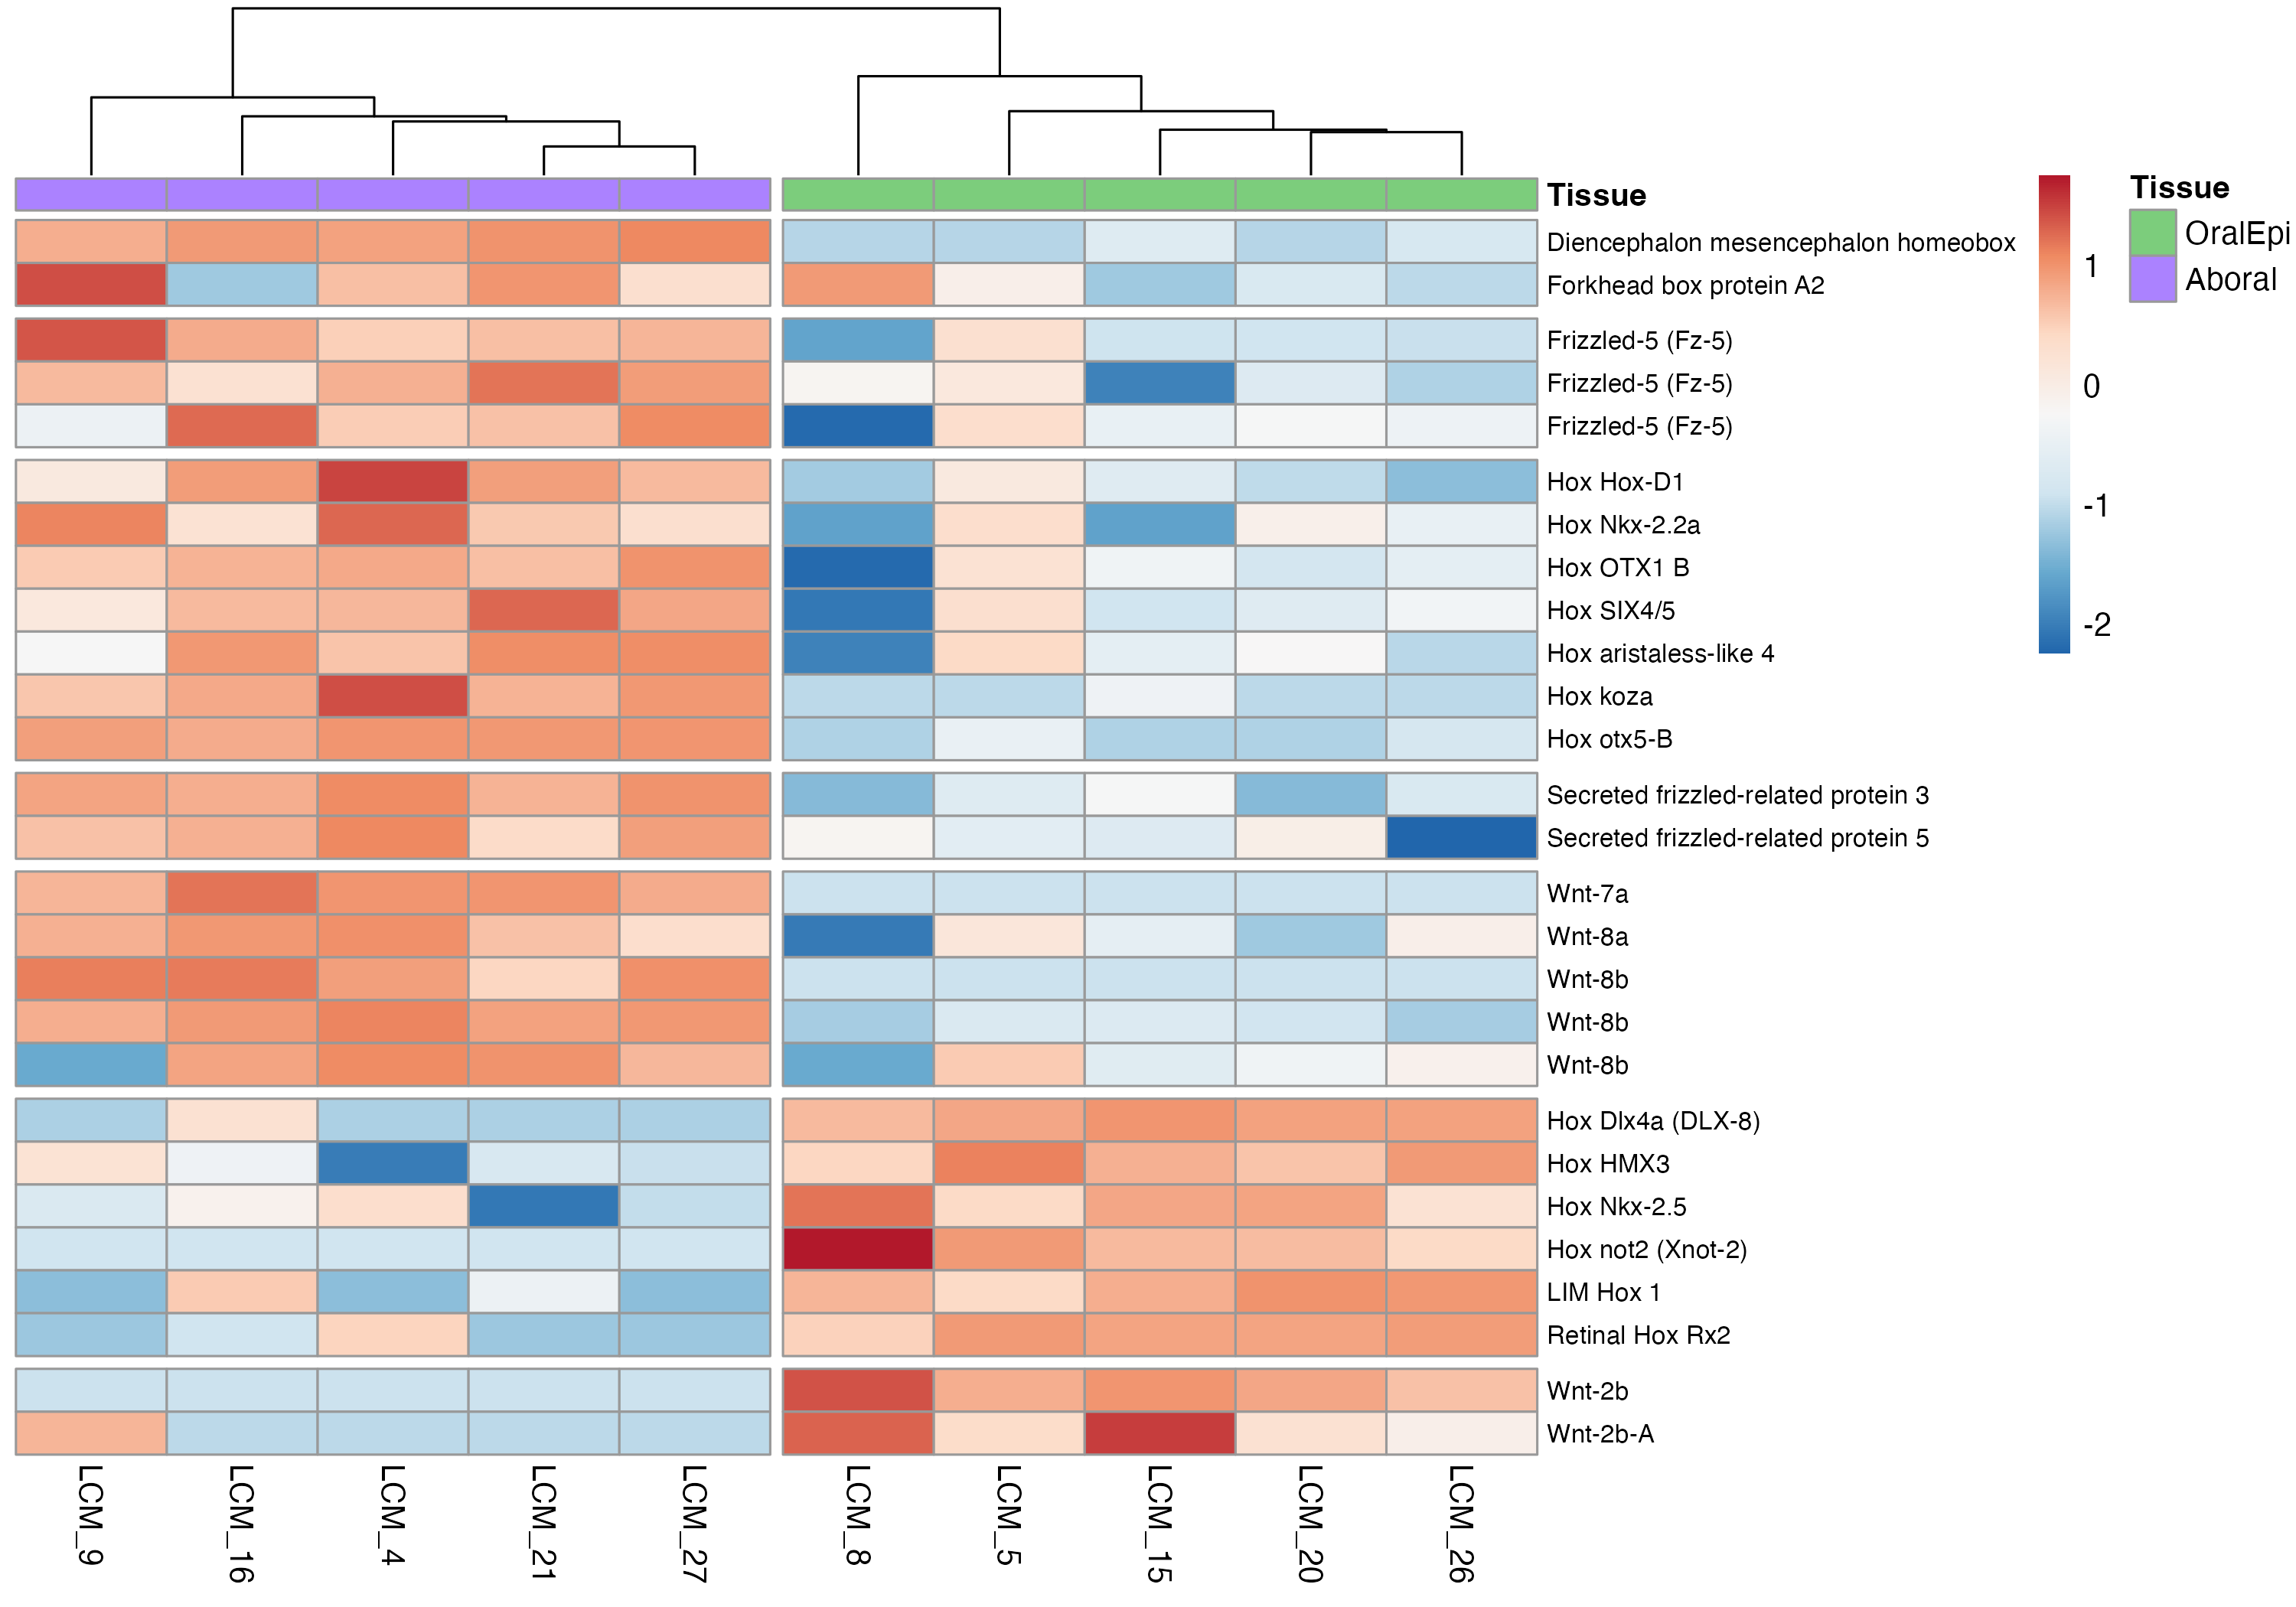 Tissue
Diencephalon mesencephalon homeobox
Forkhead box protein A2
Frizzled-5 (Fz-5)
Frizzled-5 (Fz-5)
Frizzled-5 (Fz-5)
Hox Hox-D1
Hox Nkx-2.2a
Hox OTX1 B
Hox SIX4/5
Hox aristaless-like 4
Hox koza
Hox otx5-B
Secreted frizzled-related protein 3
Secreted frizzled-related protein 5
Wnt-7a
Wnt-8a
Wnt-8b
Wnt-8b
Wnt-8b
Hox Dlx4a (DLX-8)
Hox HMX3
Hox Nkx-2.5
Hox not2 (Xnot-2)
LIM Hox 1
Retinal Hox Rx2
Wnt-2b
Wnt-2b-A
LCM_9
LCM_16
LCM_4
LCM_21
LCM_27
LCM_8
LCM_5
LCM_15
LCM_20
LCM_26
1
0
-1
-2
Tissue
OralEpi
Aboral